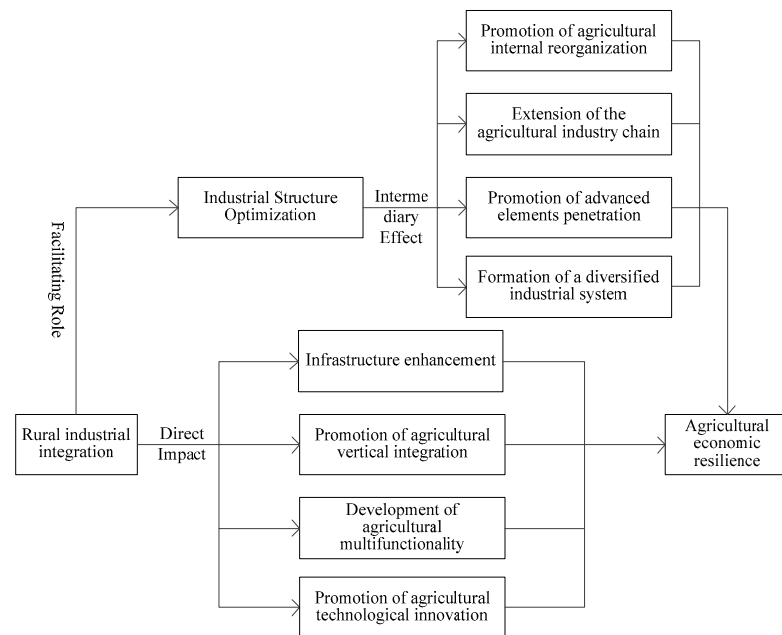 Promotion of agricultural
internal reorganization
Extension of the
agricultural industry chain
Industrial Structure
Optimization
Interme
diary
Effect
Promotion of advanced
elements penetration
Formation of a diversified
industrial system
Facilitating Role
Infrastructure enhancement
Rural industrial
integration
Direct
Impact
Promotion of agricultural
vertical integration
Agricultural
economic
resilience
Development of
agricultural
multifunctionality
Promotion of agricultural
technological innovation